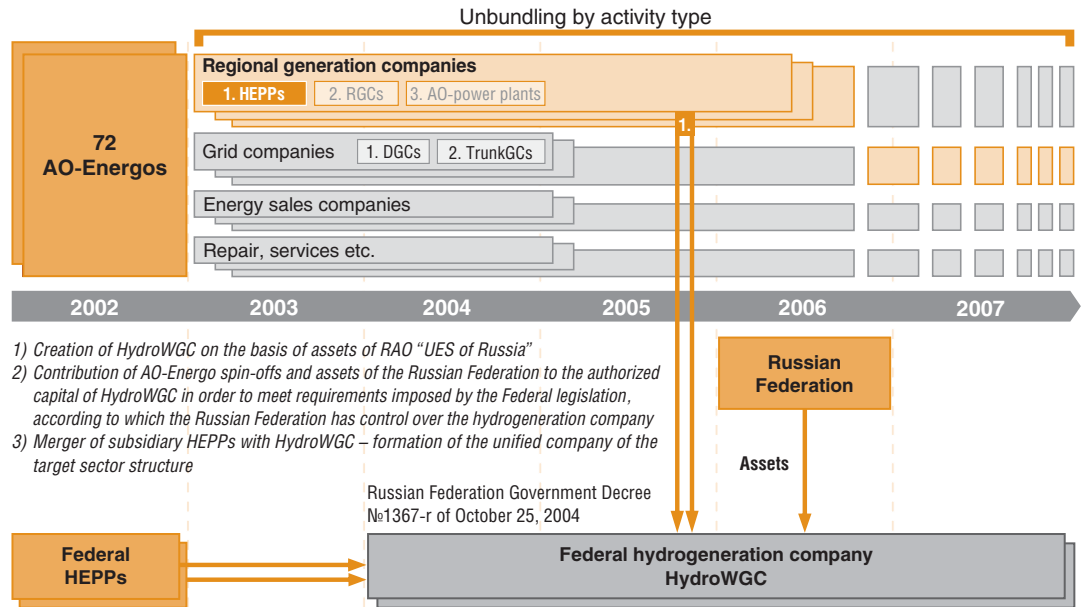 Unbundling by activity type
72
AO-Energos
Regional generation companies
1. HEPPs
2. RGCs
3. AO-power plants
1.
Grid companies
1. DGCs
2. TrunkGCs
Energy sales companies
Repair, services etc.
2002
2003
2004
2005
2006
2007
1) Creation of HydroWGC on the basis of assets of RAO “UES of Russia”
2) Contribution of AO-Energo spin-offs and assets of the Russian Federation to the authorized
capital of HydroWGC in order to meet requirements imposed by the Federal legislation,
according to which the Russian Federation has control over the hydrogeneration company
3) Merger of subsidiary HEPPs with HydroWGC – formation of the unified company of the
target sector structure
Russian
Federation
Assets
Russian Federation Government Decree
№1367-r of October 25, 2004
Federal
HEPPs
Federal hydrogeneration company
HydroWGC